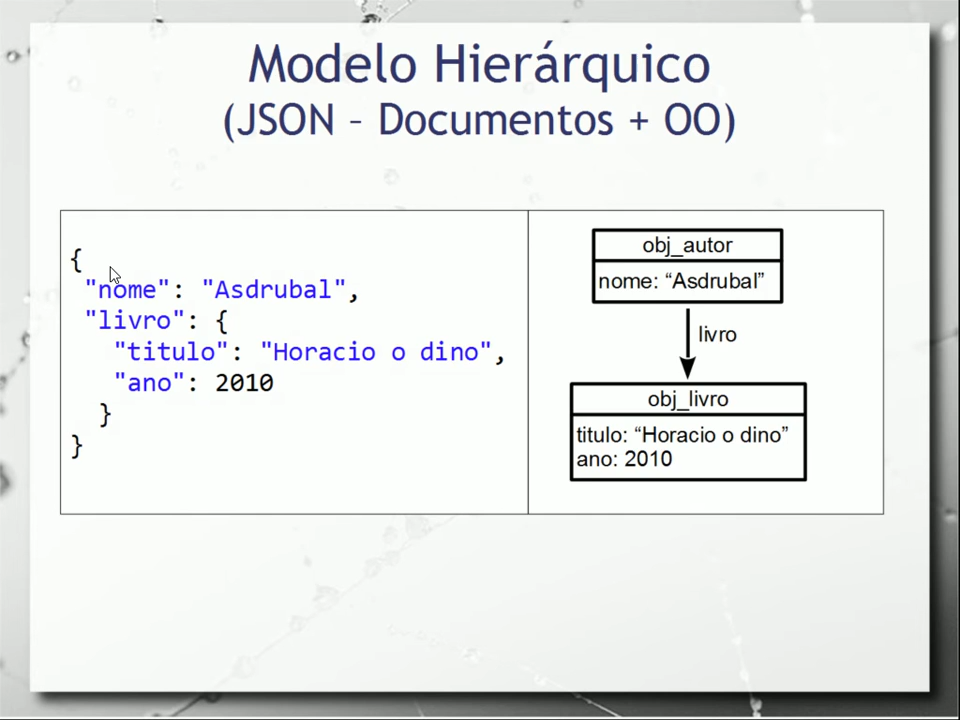 Modelo Hierárquico
(JSON – Documentos + OO)
{
"nome": "Asdrubal",
"livro": {
"titulo": "Horacio o dino",
"ano": 2010
}
}
obj_autor
nome: “Asdrubal”
livro
obj_livro
titulo: “Horacio o dino”
ano: 2010